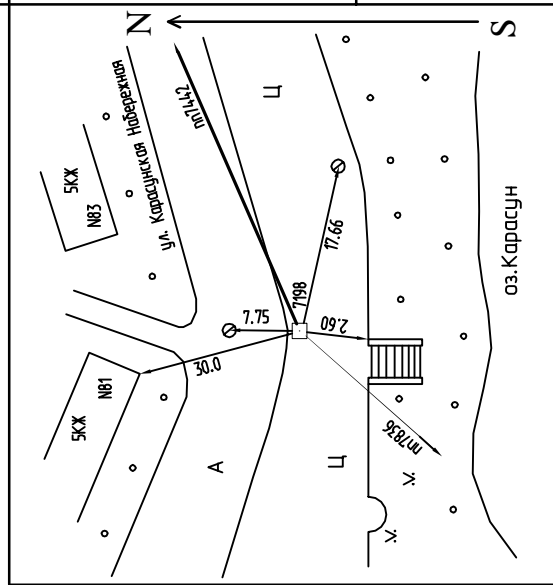 N
S
ул. Карасунская Набережная
пп7442
Ц
5КЖ
N83
оз.Карасун
17.66
7198
7.75
2.60
30.0
5КЖ
N81
А
Ц
пп7836